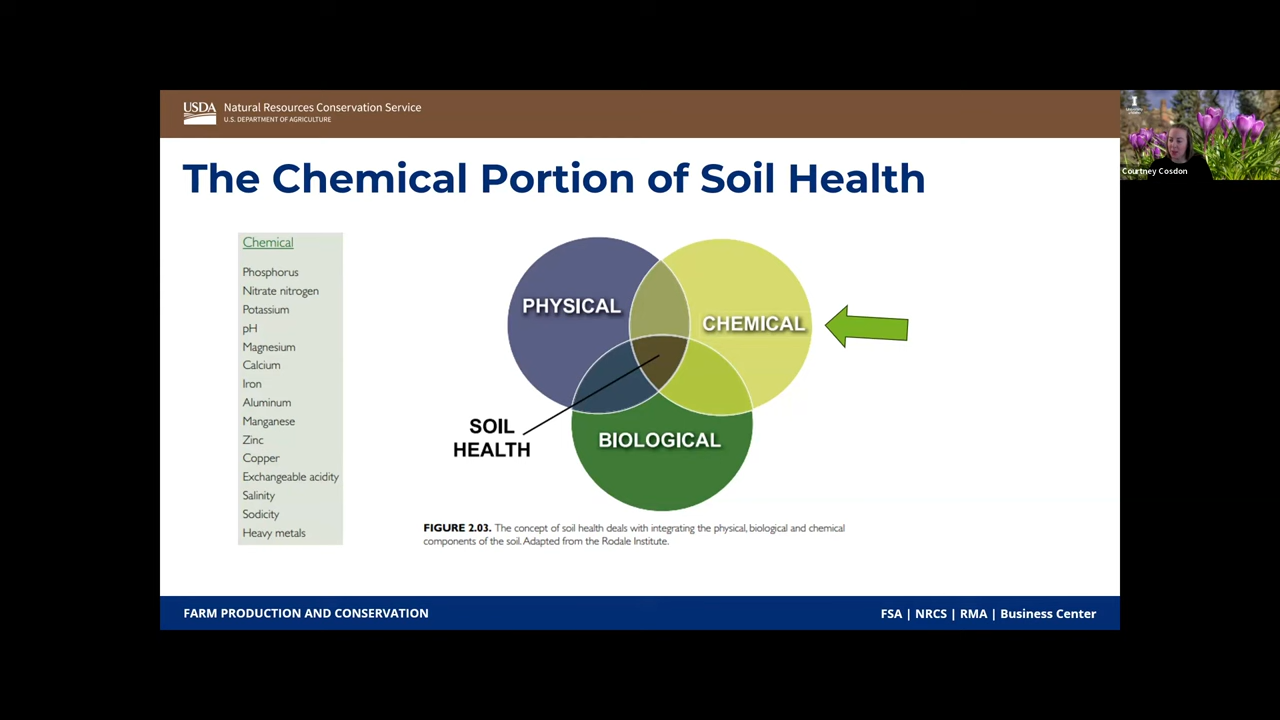 USDA
Natural Resources Conservation Service
U.S. DEPARTMENT OF AGRICULTURE
The Chemical Portion of Soil Health
Chemical
Phosphorus
Nitrate nitrogen
Potassium
pH
Magnesium
Calcium
Iron
Aluminum
Manganese
Zinc
Copper
Exchangeable acidity
Salinity
Sodicity
Heavy metals
PHYSICAL
CHEMICAL
SOIL
HEALTH
BIOLOGICAL
FIGURE 2.03. The concept of soil health deals with integrating the physical, biological and chemical
components of the soil. Adapted from the Rodale Institute.
FARM PRODUCTION AND CONSERVATION
FSA | NRCS | RMA | Business Center
I
Courtney Cosdon